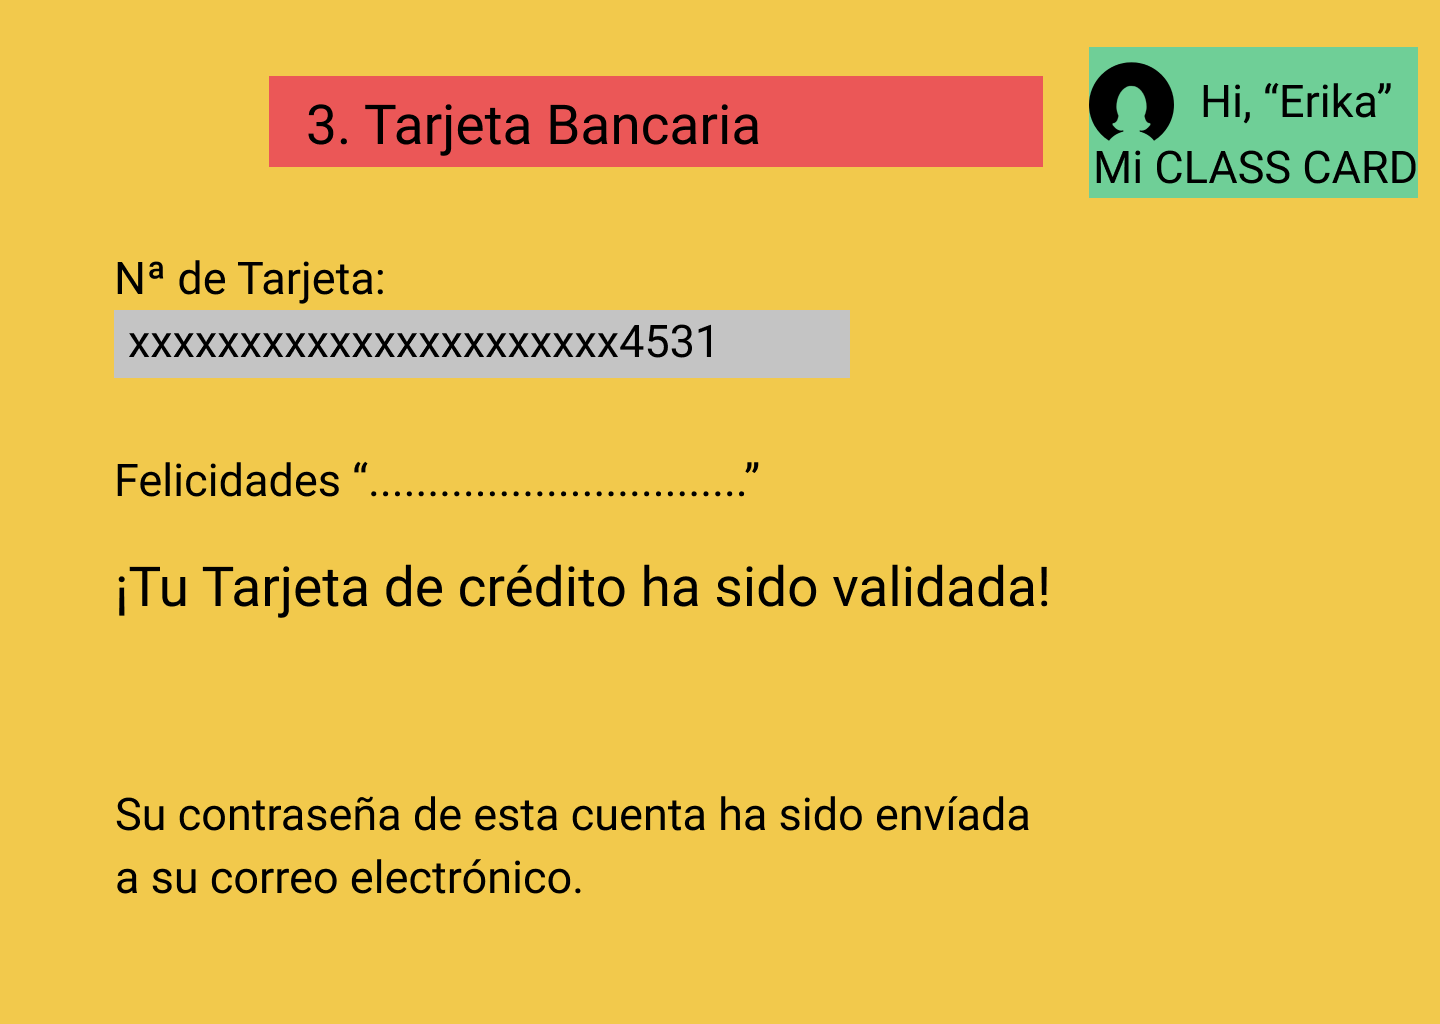 3. Tarjeta Bancaria
Hi, “Erika”
Mi CLASS CARD
Nª de Tarjeta:
xxxxxxxxxxxxxxxxxxxxxx4531
Felicidades “................................”
¡Tu Tarjeta de crédito ha sido validada!
Su contraseña de esta cuenta ha sido envíada
a su correo electrónico.